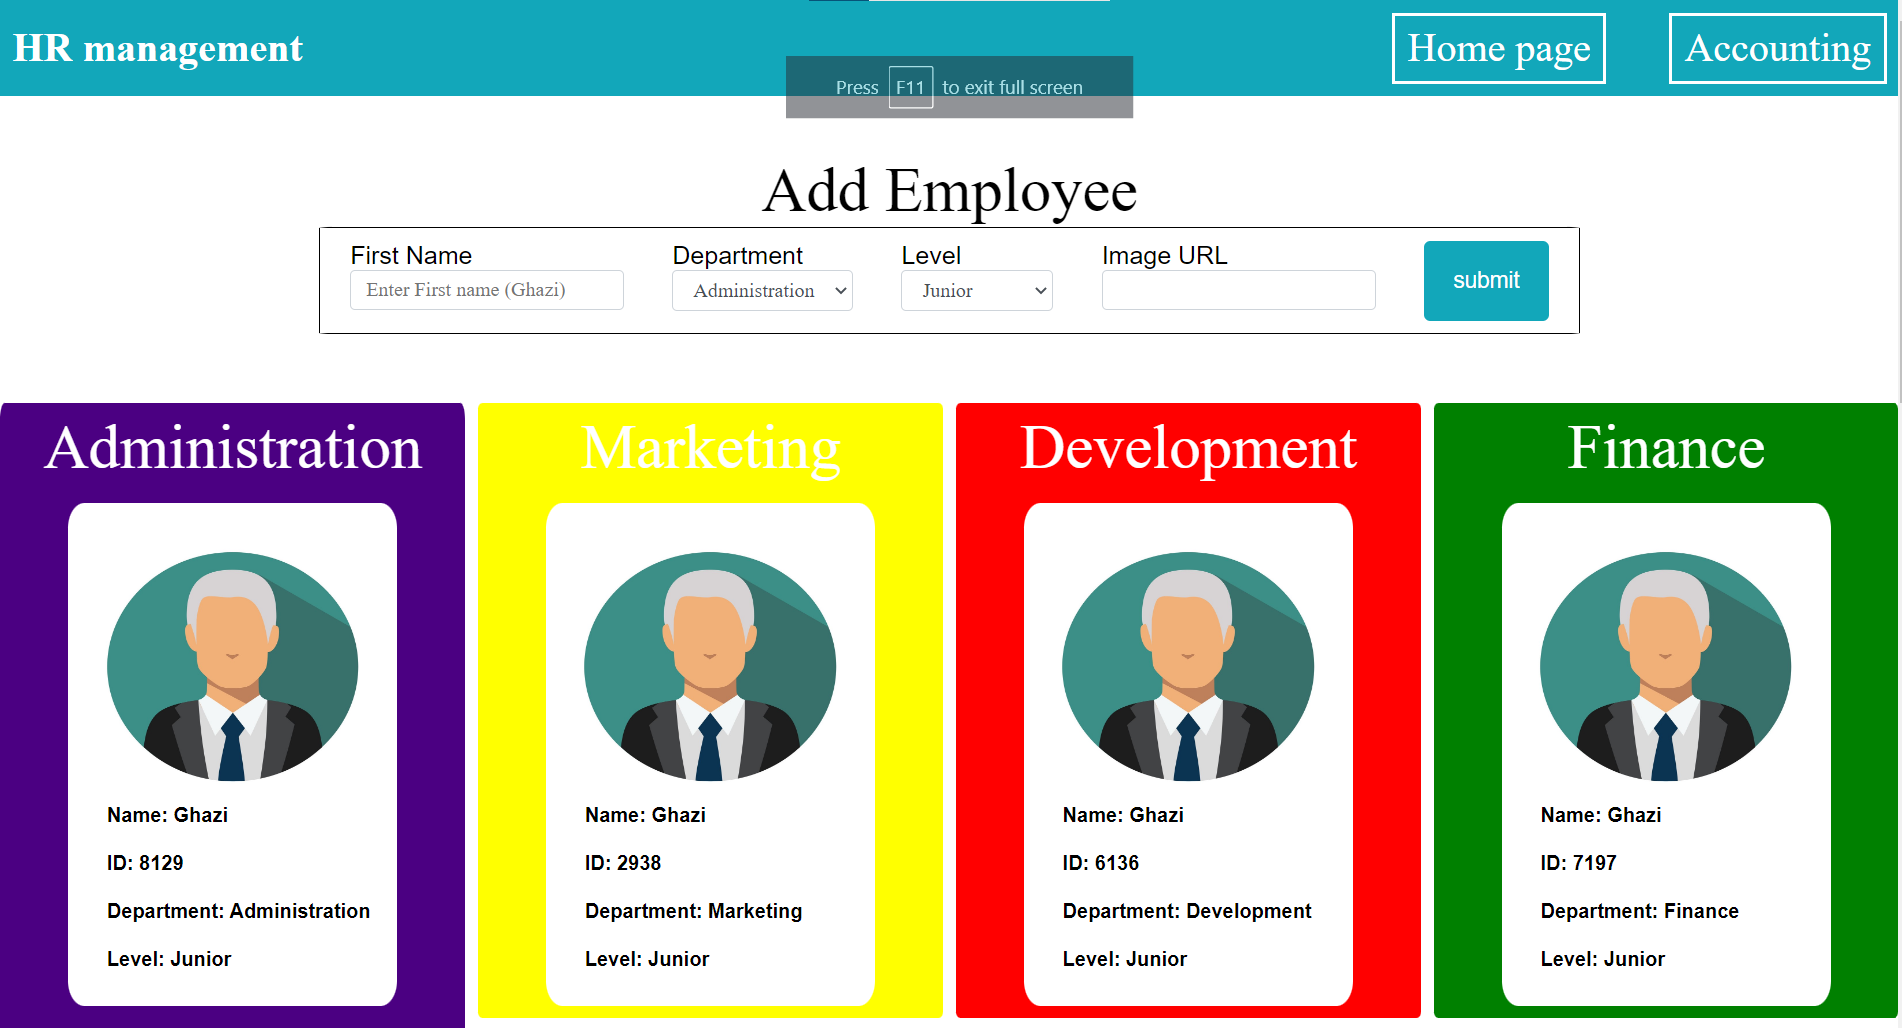 HR management
Home page
Accounting
Press F11 to exit full screen
Add Employee
First Name
Department
Level
Image URL
Enter First name (Ghazi)
Administration
Junior
submit
Administration
Name: Ghazi
ID: 8129
Department: Administration
Level: Junior
Marketing
Name: Ghazi
ID: 2938
Department: Marketing
Level: Junior
Development
Name: Ghazi
ID: 6136
Department: Development
Level: Junior
Finance
Name: Ghazi
ID: 7197
Department: Finance
Level: Junior